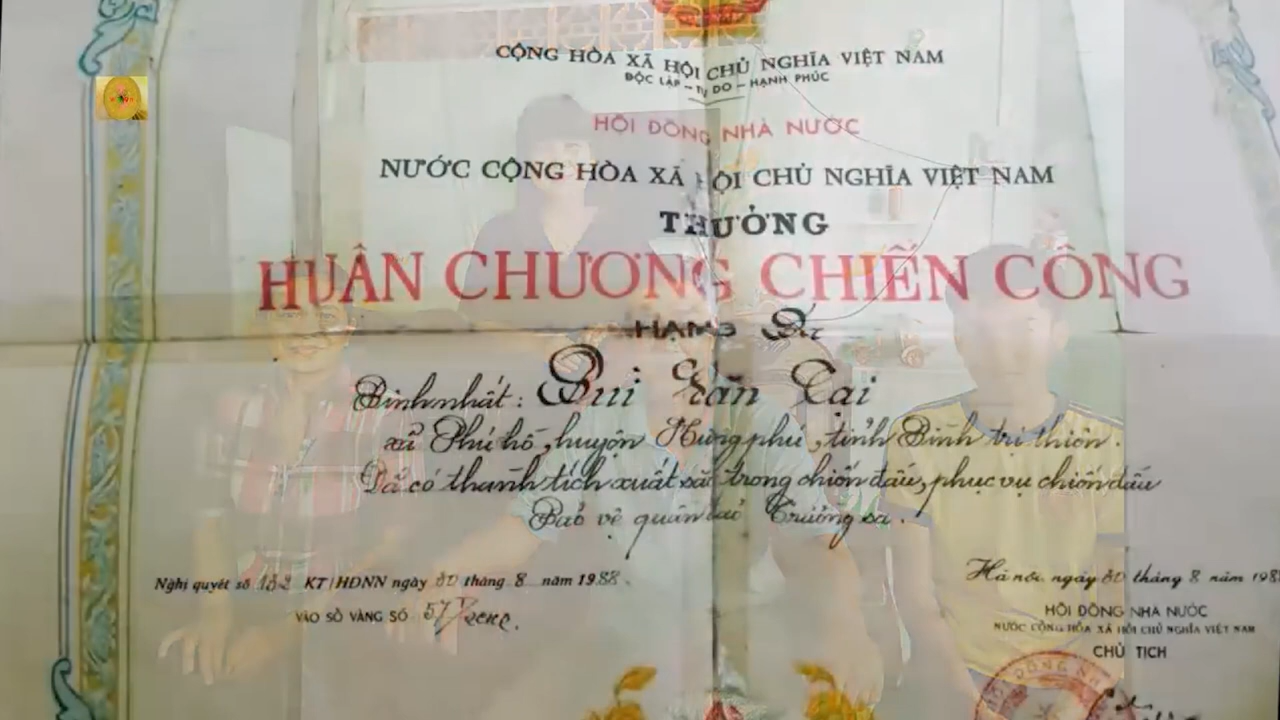 CỘNG HÒA XÃ HỘI CHỦ NGHĨA VIỆT NAM
ĐỘC LẬP – TỰ DO – HẠNH PHÚC
HỘI ĐỒNG NHÀ NƯỚC
NƯỚC CỘNG HÒA XÃ HỘI CHỦ NGHĨA VIỆT NAM
THƯỞNG
HUÂN CHƯƠNG CHIẾN CÔNG
HẠNG Ba
Binh nhất: Bùi Văn Đại
xã Phú hồ, huyện Hương phú, tỉnh Bình trị thiên.
Đã có thành tích xuất sắc trong chiến đấu, phục vụ chiến đấu
Bảo vệ quần đảo Trường sa.
Nghị quyết số KT/HĐNN ngày tháng 8 năm 1988.
VÀO SỔ VÀNG SỐ 57
Hà nội, ngày tháng 8 năm 198
HỘI ĐỒNG NHÀ NƯỚC
NƯỚC CỘNG HÒA XÃ HỘI CHỦ NGHĨA VIỆT NAM
CHỦ TỊCH